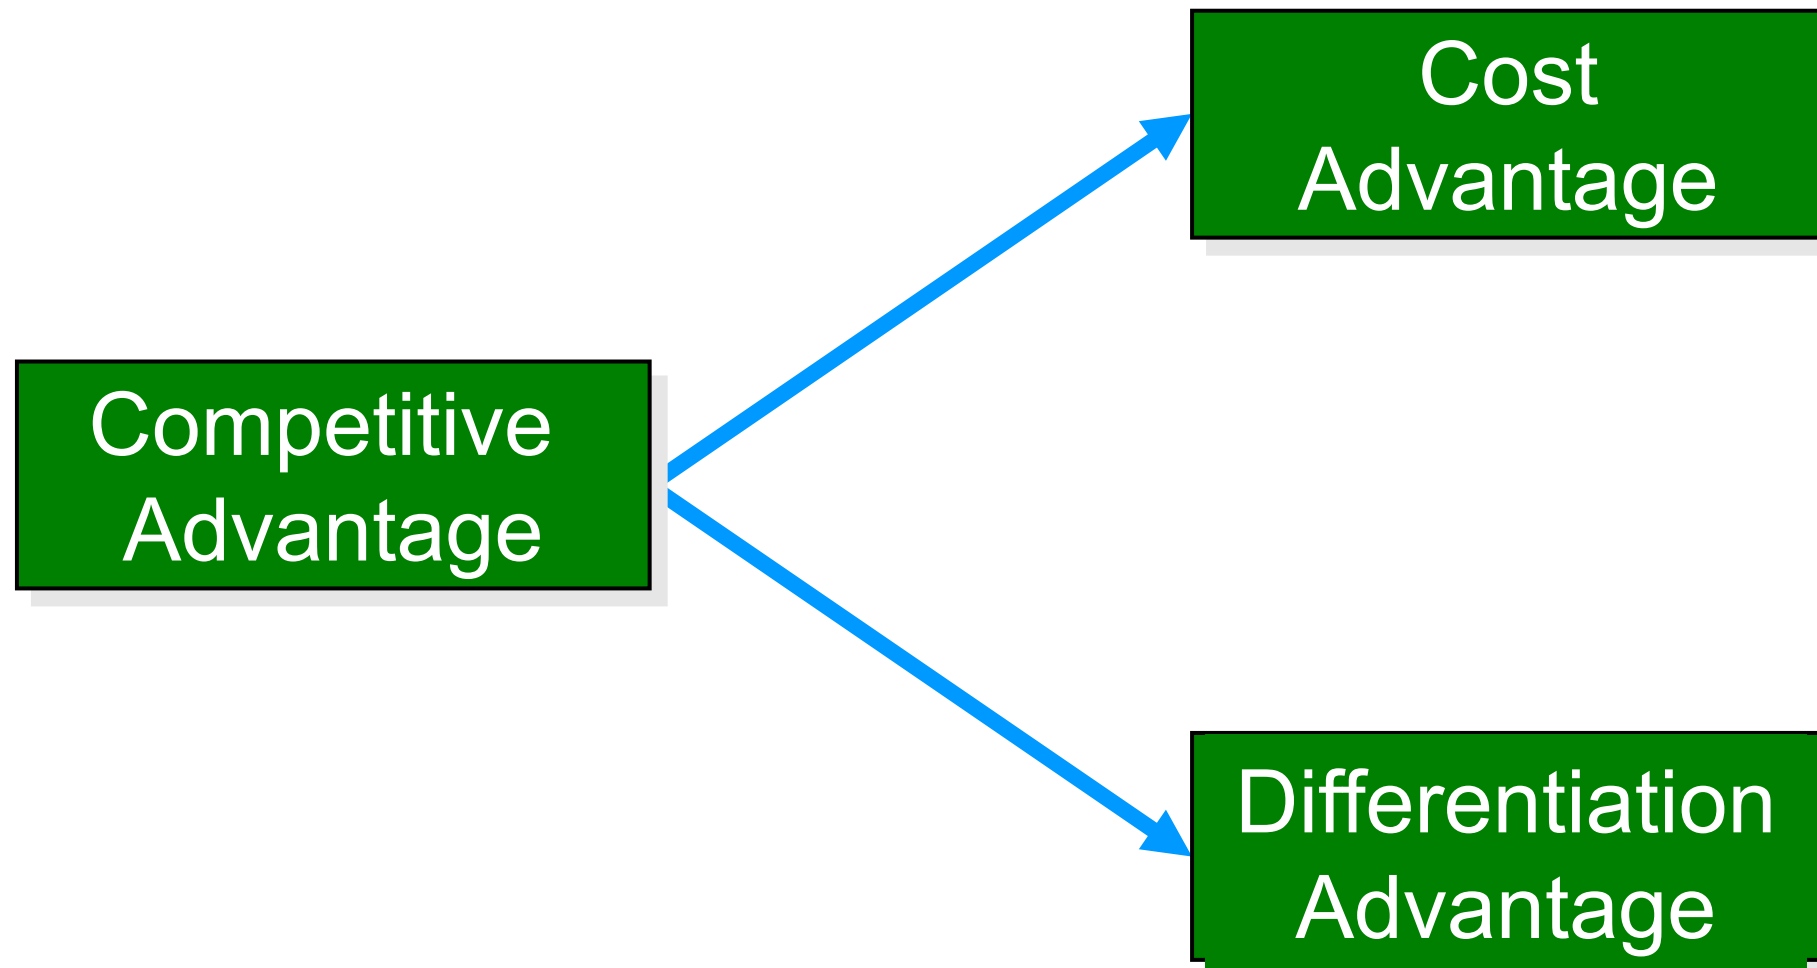 Cost
Advantage
Competitive
Advantage
Differentiation
Advantage